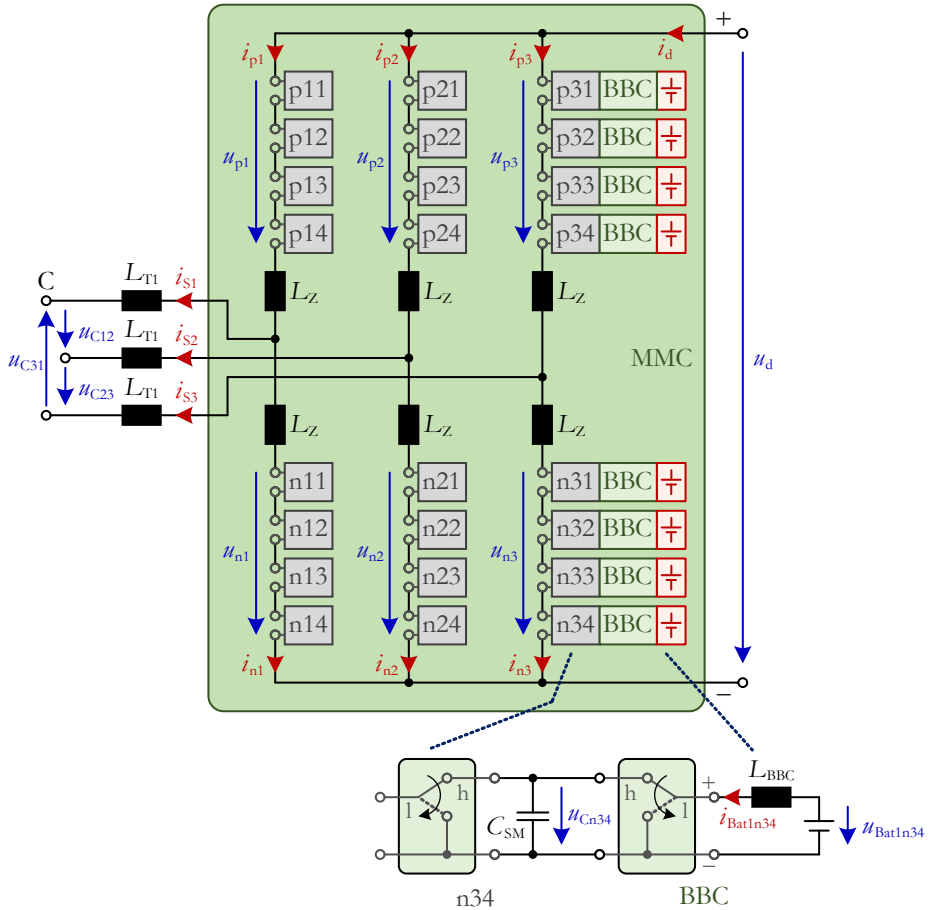 +
i_p1 i_p2 i_p3 i_d
p11 p21 p31 BBC
p12 p22 p32 BBC
u_p1 u_p2 u_p3
p13 p23 p33 BBC
p14 p24 p34 BBC
C L_T1 i_S1 L_Z L_Z L_Z
u_C12 L_T1 i_S2
u_C31 MMC u_d
u_C23 L_T1 i_S3
L_Z L_Z L_Z
n11 n21 n31 BBC
n12 n22 n32 BBC
u_n1 u_n2 u_n3
n13 n23 n33 BBC
n14 n24 n34 BBC
i_n1 i_n2 i_n3
−
L_BBC
h h +
l l
C_SM u_Cn34 i_Bat1n34 u_Bat1n34
−
n34 BBC